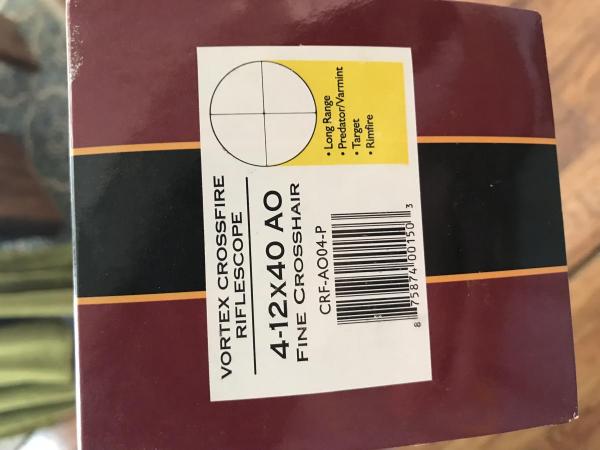 VORTEX CROSSFIRE
RIFLESCOPE
4-12X40 AO
FINE CROSSHAIR
CRF-AO04-P
8 75874 00150 3
• Long Range
• Predator/Varmint
• Target
• Rimfire